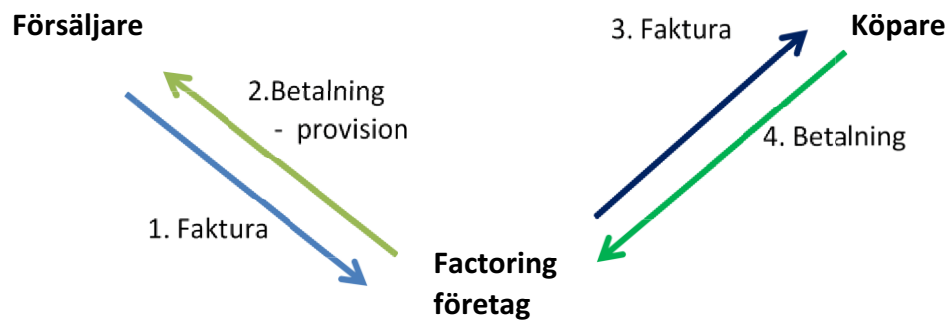 Försäljare
3. Faktura
Köpare
2.Betalning
- provision
4. Betalning
1. Faktura
Factoring
företag